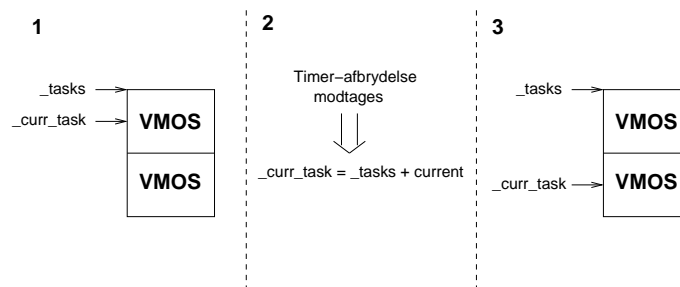 1
_tasks
_curr_task
VMOS
VMOS
2
Timer−afbrydelse
modtages
_curr_task = _tasks + current
3
_tasks
VMOS
_curr_task
VMOS